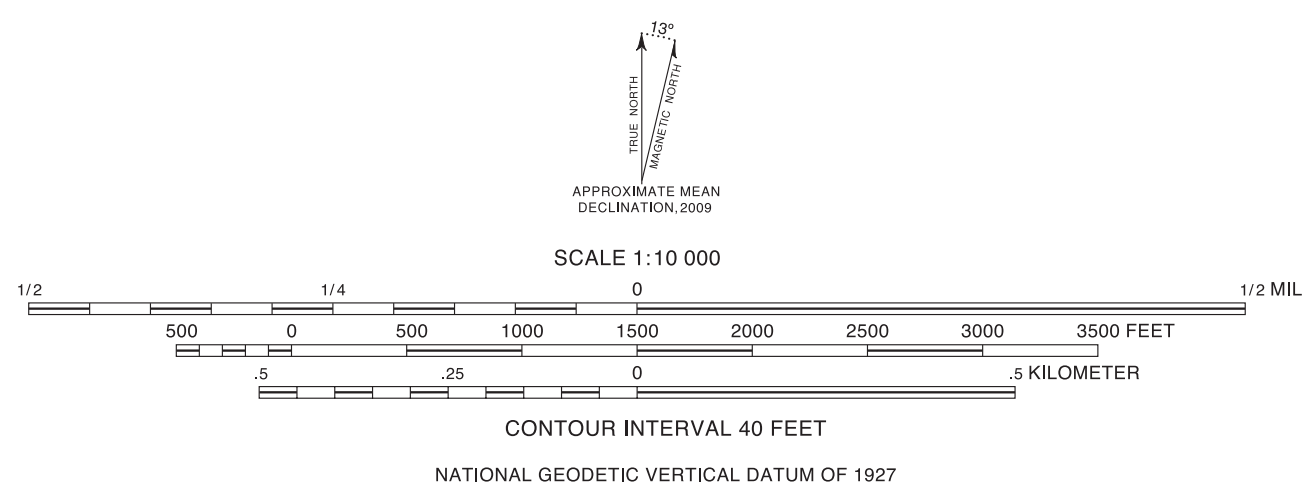 13º
TRUE NORTH
MAGNETIC NORTH
APPROXIMATE MEAN
DECLINATION, 2009
SCALE 1:10 000
1/2 1/4 0 1/2 MIL
500 0 500 1000 1500 2000 2500 3000 3500 FEET
.5 .25 0 .5 KILOMETER
CONTOUR INTERVAL 40 FEET
NATIONAL GEODETIC VERTICAL DATUM OF 1927